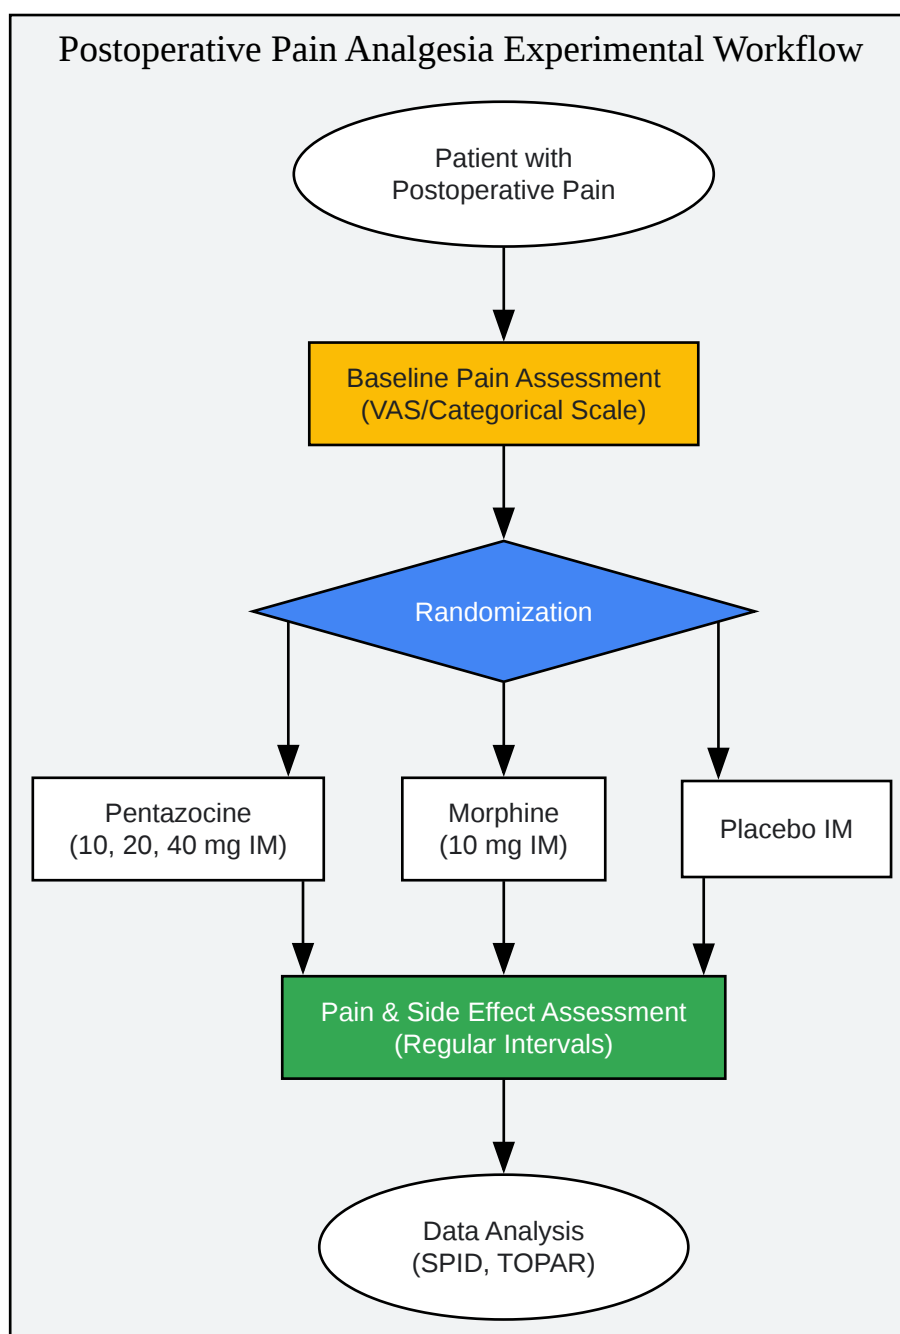 Postoperative Pain Analgesia Experimental Workflow
Patient with
Postoperative Pain
Baseline Pain Assessment
(VAS/Categorical Scale)
Randomization
Pentazocine
(10, 20, 40 mg IM)
Morphine
(10 mg IM)
Placebo IM
Pain & Side Effect Assessment
(Regular Intervals)
Data Analysis
(SPID, TOPAR)